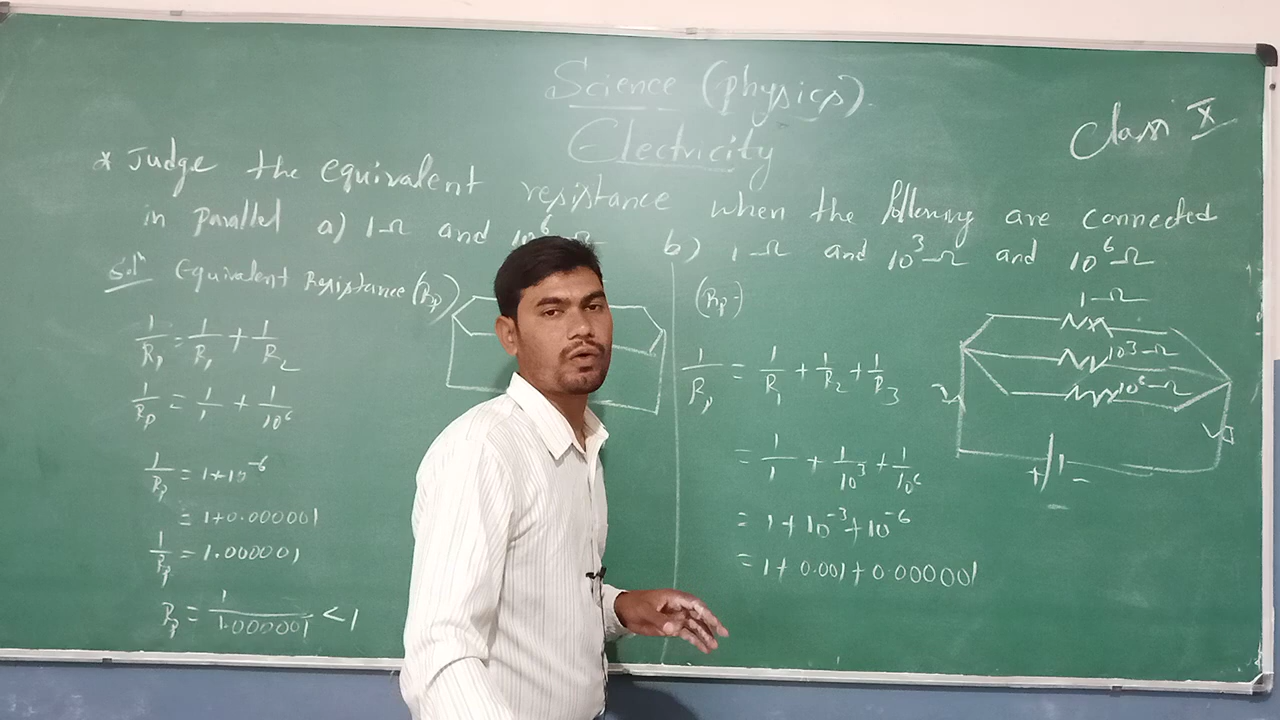 Science (physics).
Electricity
Class X
* Judge the equivalent resistance when the following are connected
in parallel a) 1Ω and 10⁶Ω b) 1Ω and 10³Ω and 10⁶Ω
Solⁿ Equivalent Resistance (Rp)
1/Rp = 1/R₁ + 1/R₂
1/Rp = 1/1 + 1/10⁶
1/Rp = 1+10⁻⁶
= 1+0.000001
1/Rp = 1.000001
Rp = 1/1.000001 < 1
(Rp-)
1/Rp = 1/R₁ + 1/R₂ + 1/R₃
= 1/1 + 1/10³ + 1/10⁶
= 1+10⁻³+10⁻⁶
= 1+0.001+0.000001
1Ω
10³Ω
10⁶Ω
+ -